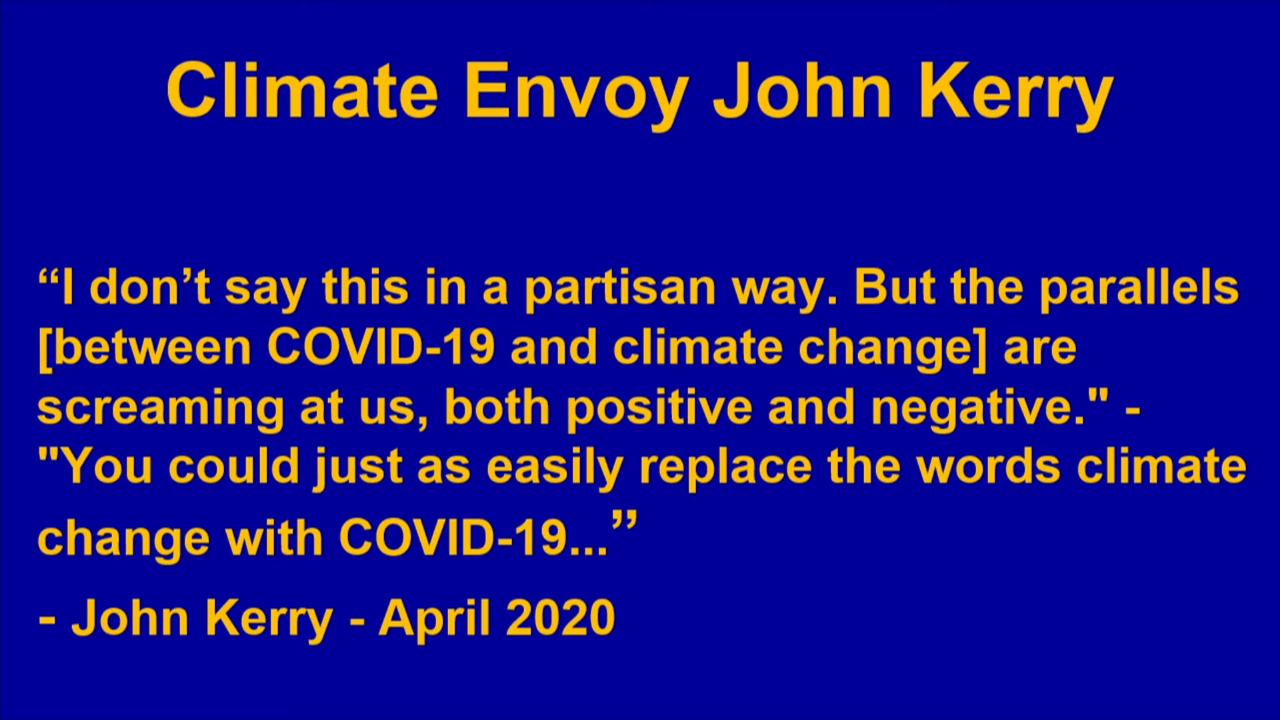 Climate Envoy John Kerry
“I don’t say this in a partisan way. But the parallels
[between COVID-19 and climate change] are
screaming at us, both positive and negative." -
"You could just as easily replace the words climate
change with COVID-19...”
- John Kerry - April 2020